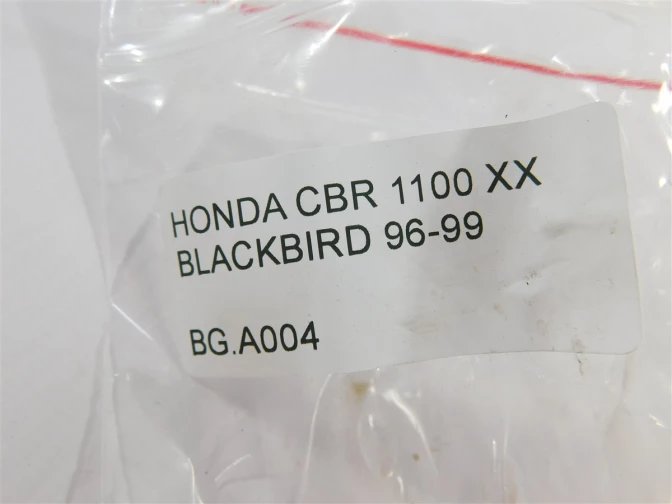 HONDA CBR 1100 XX
BLACKBIRD 96-99
BG.A004